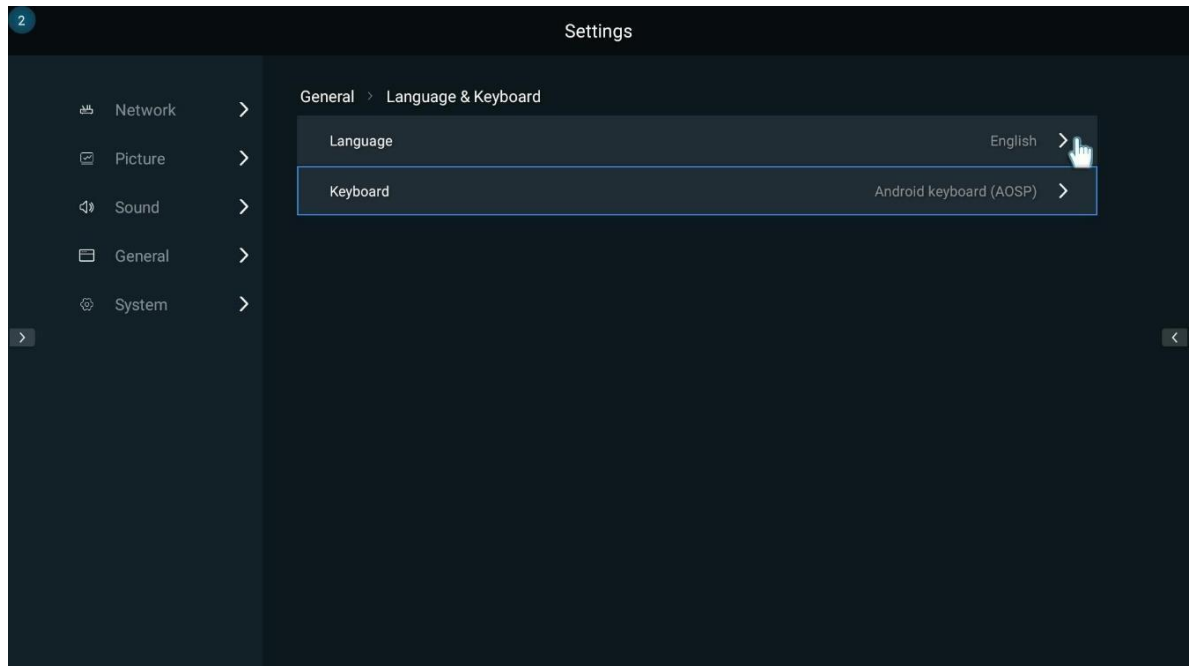 2
Settings
Network
Picture
Sound
General
System
General > Language & Keyboard
Language English
Keyboard Android keyboard (AOSP)